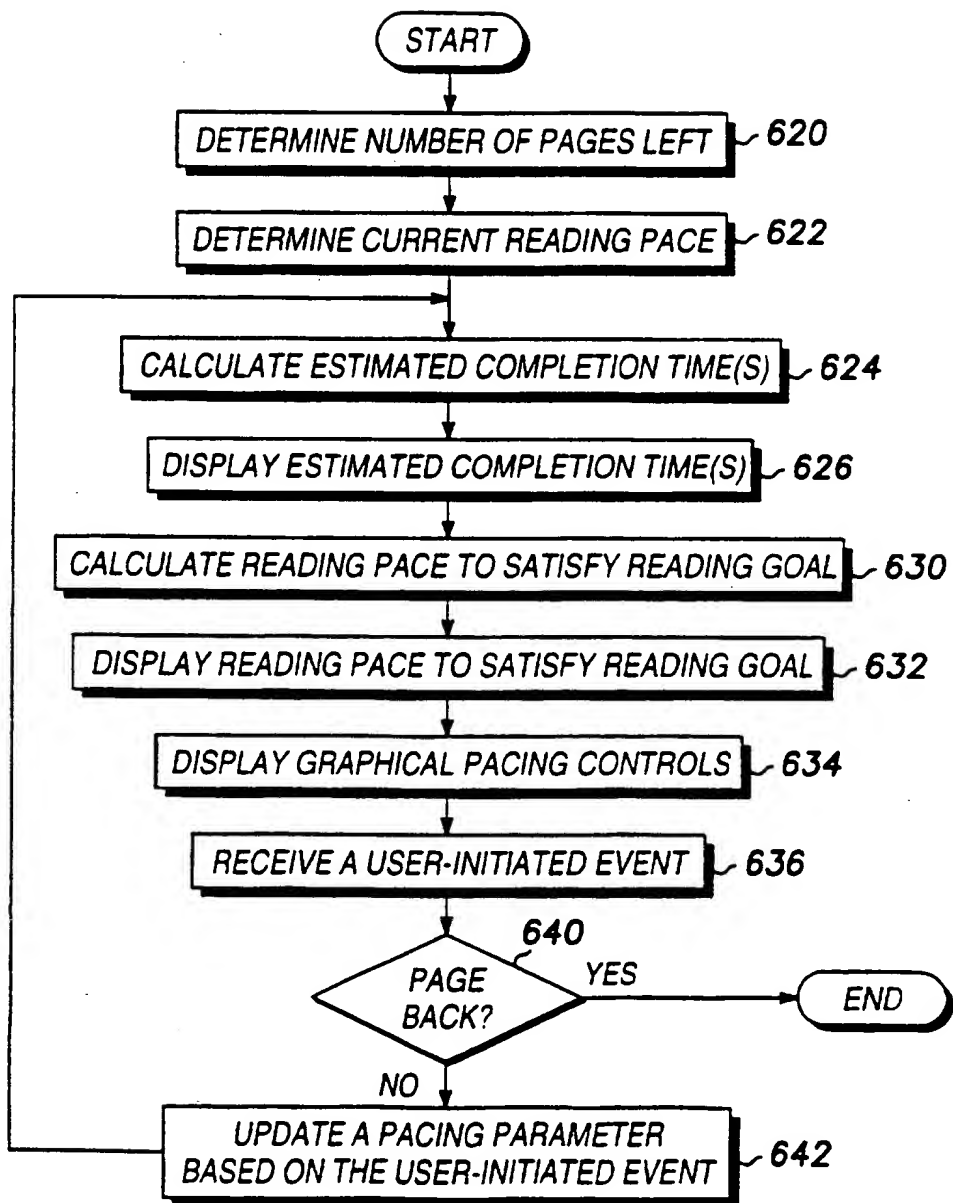 START
DETERMINE NUMBER OF PAGES LEFT 620
DETERMINE CURRENT READING PACE 622
CALCULATE ESTIMATED COMPLETION TIME(S) 624
DISPLAY ESTIMATED COMPLETION TIME(S) 626
CALCULATE READING PACE TO SATISFY READING GOAL 630
DISPLAY READING PACE TO SATISFY READING GOAL 632
DISPLAY GRAPHICAL PACING CONTROLS 634
RECEIVE A USER-INITIATED EVENT 636
640
PAGE
BACK?
YES
END
NO
UPDATE A PACING PARAMETER
BASED ON THE USER-INITIATED EVENT 642